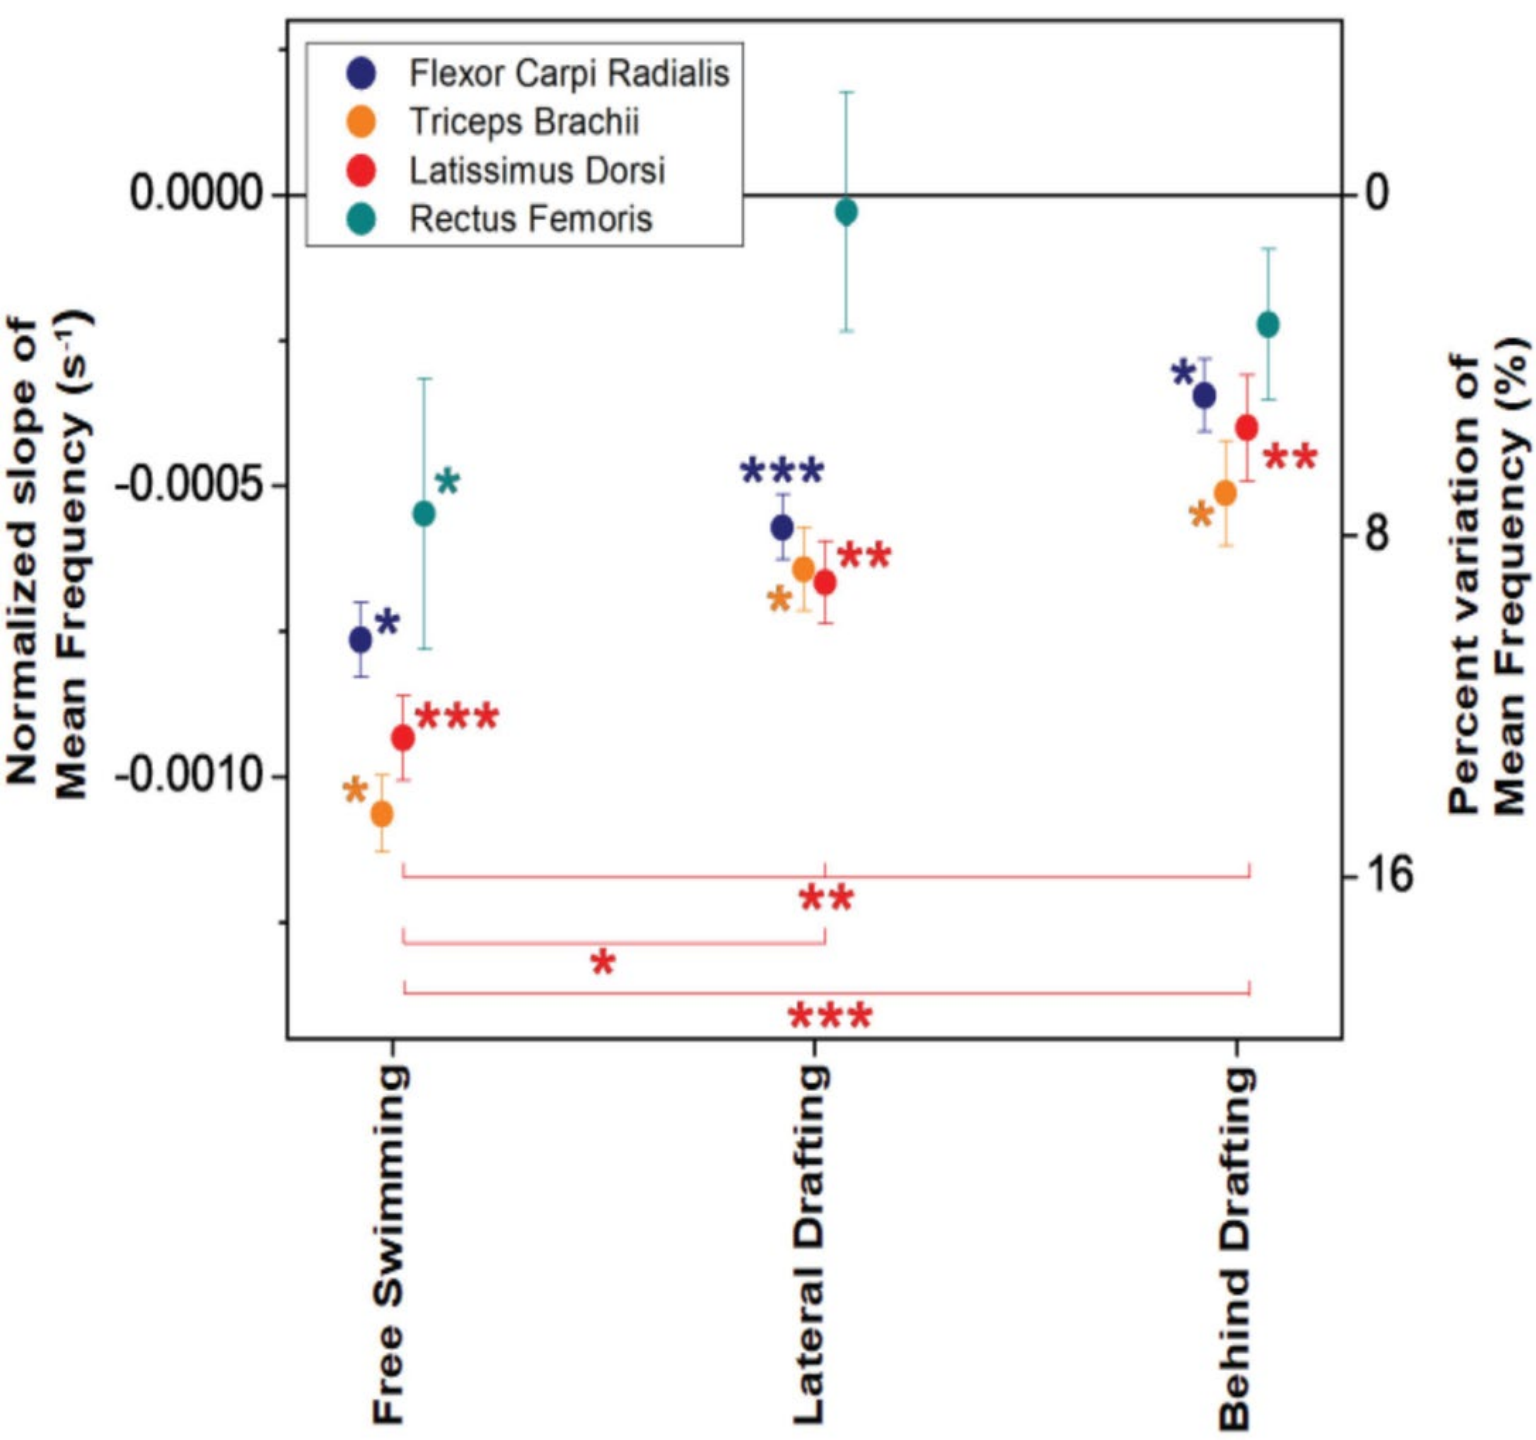 Flexor Carpi Radialis
Triceps Brachii
Latissimus Dorsi
Rectus Femoris
0.0000
-0.0005
-0.0010
0
8
16
Normalized slope of
Mean Frequency (s⁻¹)
Percent variation of
Mean Frequency (%)
*
*
***
*
***
*
**
*
*
**
**
*
***
Free Swimming
Lateral Drafting
Behind Drafting